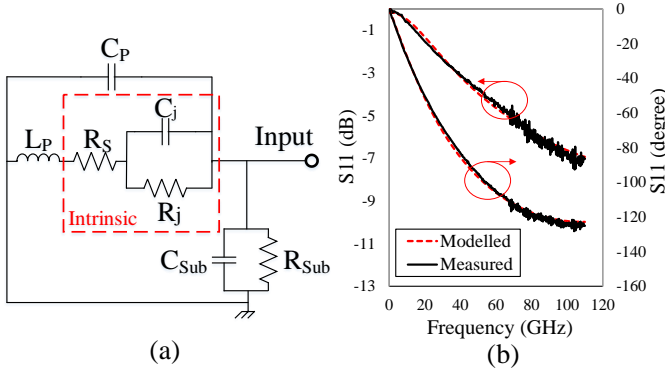 C_P
L_P
R_S
C_j
R_j
Intrinsic
Input
C_Sub
R_Sub
(a)
(b)
S11 (dB)
-1
-3
-5
-7
-9
-11
-13
0
-20
-40
-60
-80
-100
-120
-140
-160
S11 (degree)
Modelled
Measured
0 20 40 60 80 100 120
Frequency (GHz)